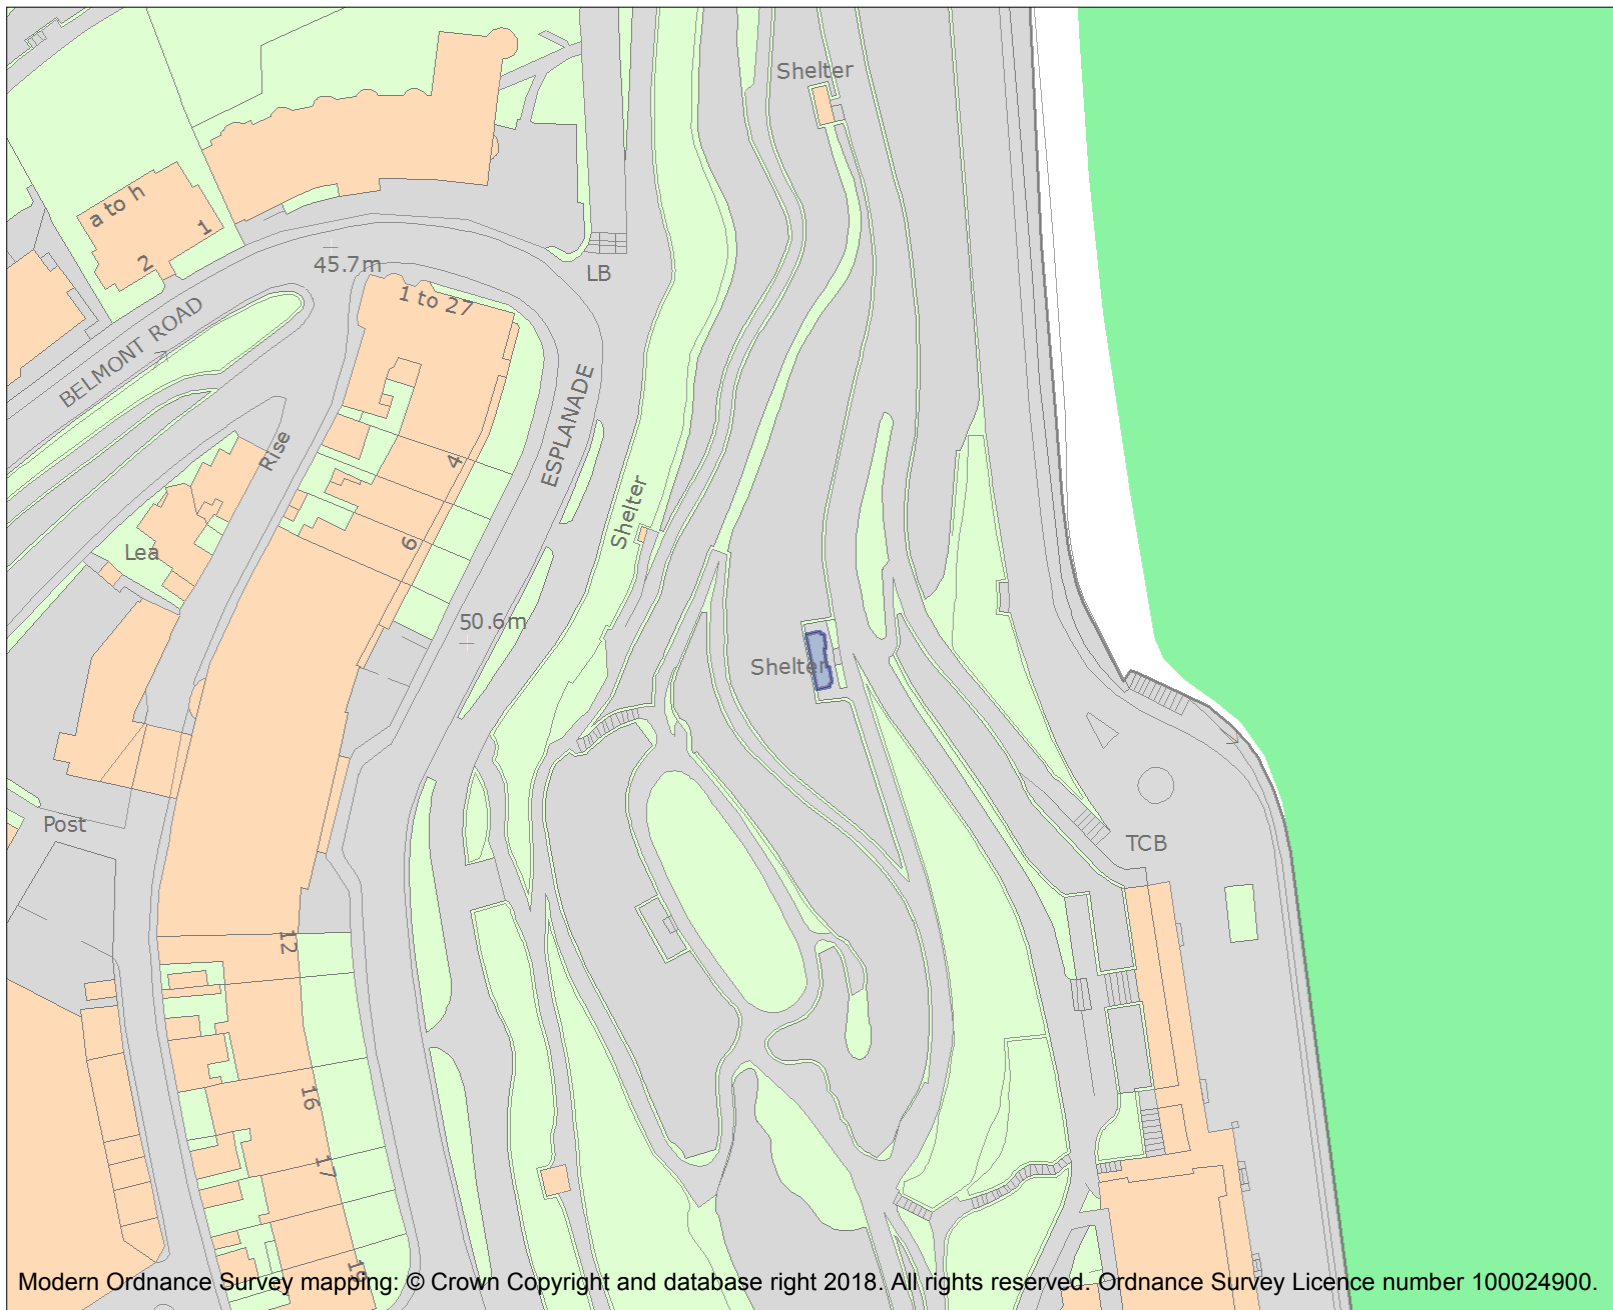 Shelter
a to h
1
2
45.7m
LB
1 to 27
BELMONT ROAD
ESPLANADE
Rise
4
Shelter
6
Lea
50.6m
Shelter
Post
TCB
12
16
17
19
Modern Ordnance Survey mapping: © Crown Copyright and database right 2018. All rights reserved. Ordnance Survey Licence number 100024900.